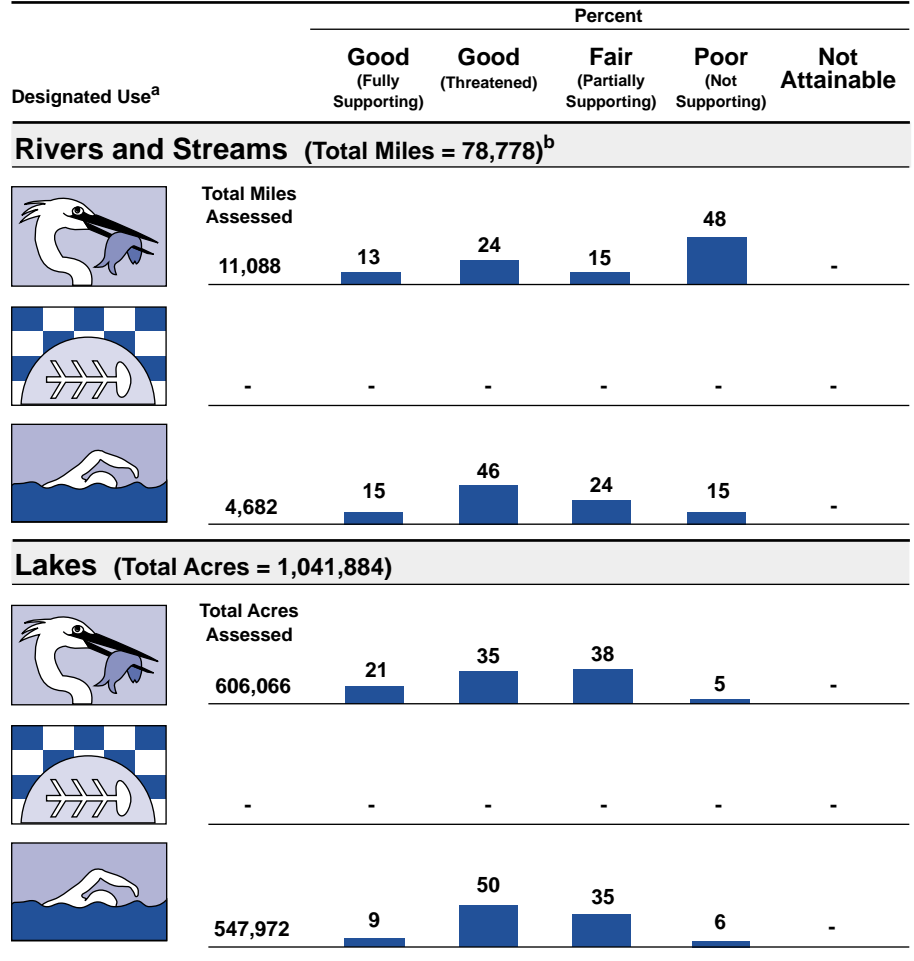 Percent
Designated Useᵃ
Good (Fully Supporting)
Good (Threatened)
Fair (Partially Supporting)
Poor (Not Supporting)
Not Attainable
Rivers and Streams (Total Miles = 78,778)ᵇ
Total Miles Assessed
11,088 13 24 15 48 -
- - - - - -
4,682 15 46 24 15 -
Lakes (Total Acres = 1,041,884)
Total Acres Assessed
606,066 21 35 38 5 -
- - - - - -
547,972 9 50 35 6 -